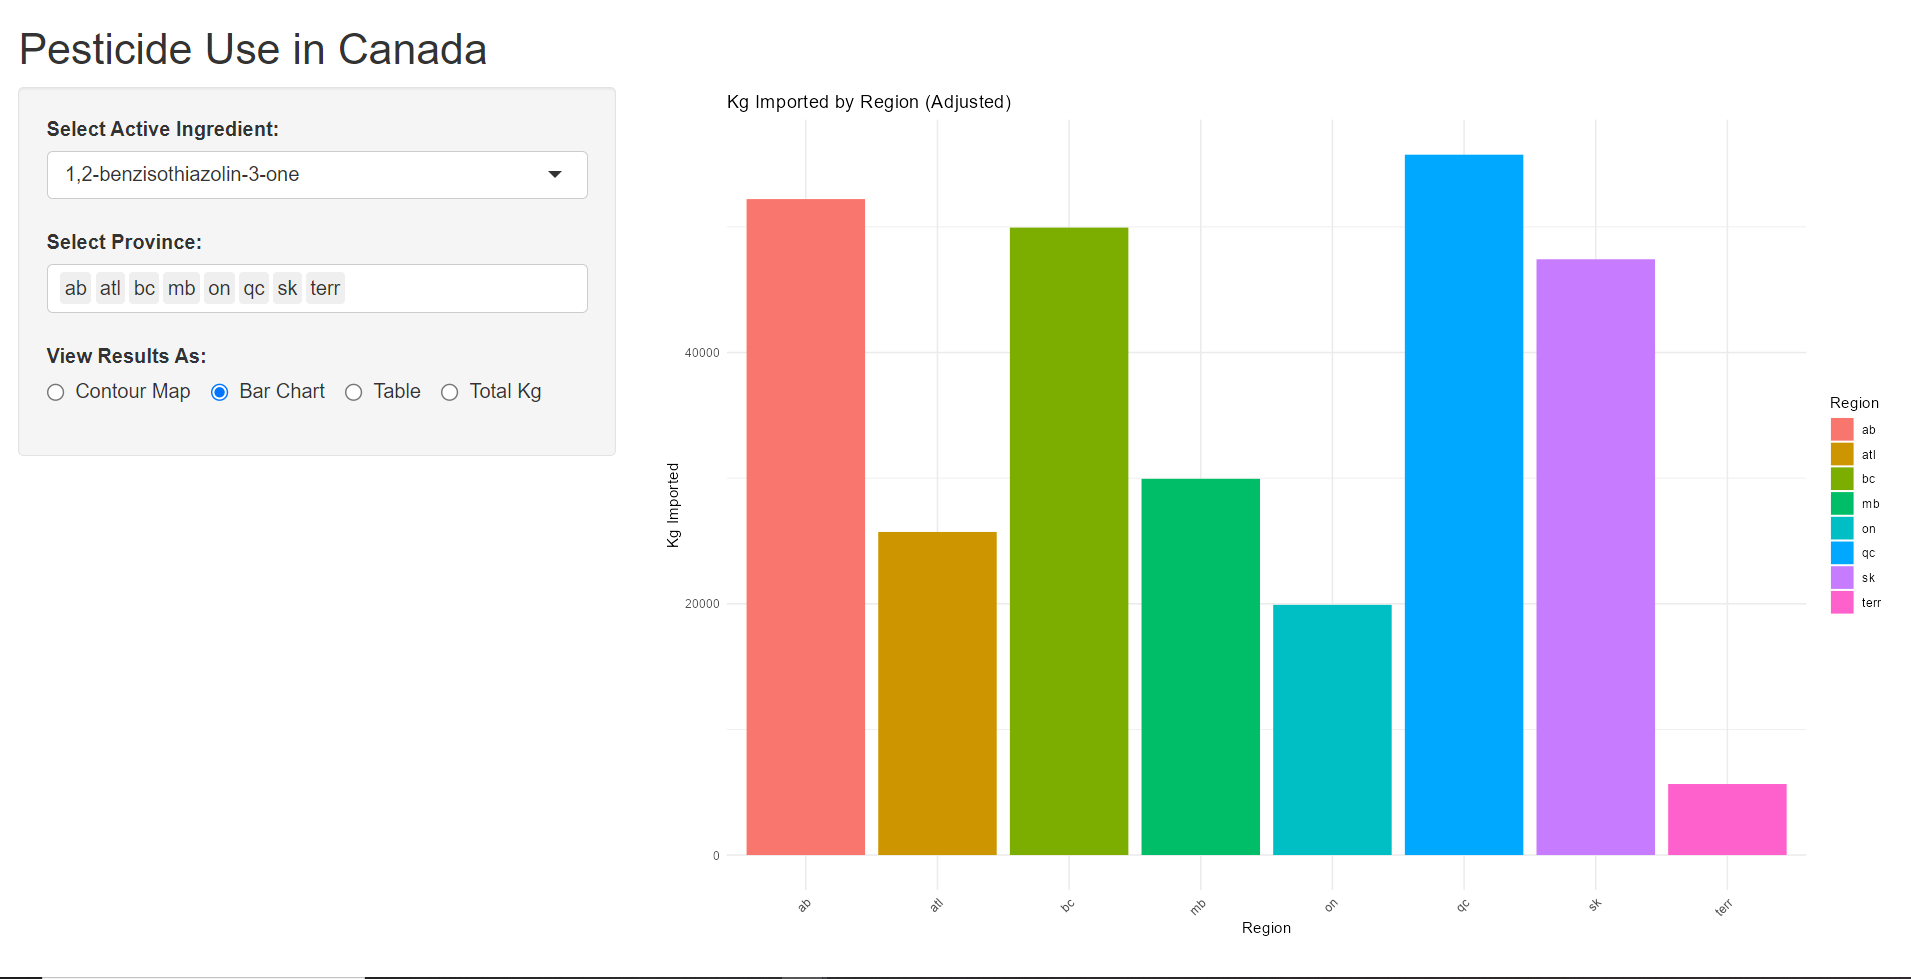 Pesticide Use in Canada
Select Active Ingredient:
1,2-benzisothiazolin-3-one
Select Province:
ab atl bc mb on qc sk terr
View Results As:
Contour Map Bar Chart Table Total Kg
Kg Imported by Region (Adjusted)
Kg Imported
40000
20000
0
ab atl bc mb on qc sk terr
Region
Region
ab
atl
bc
mb
on
qc
sk
terr